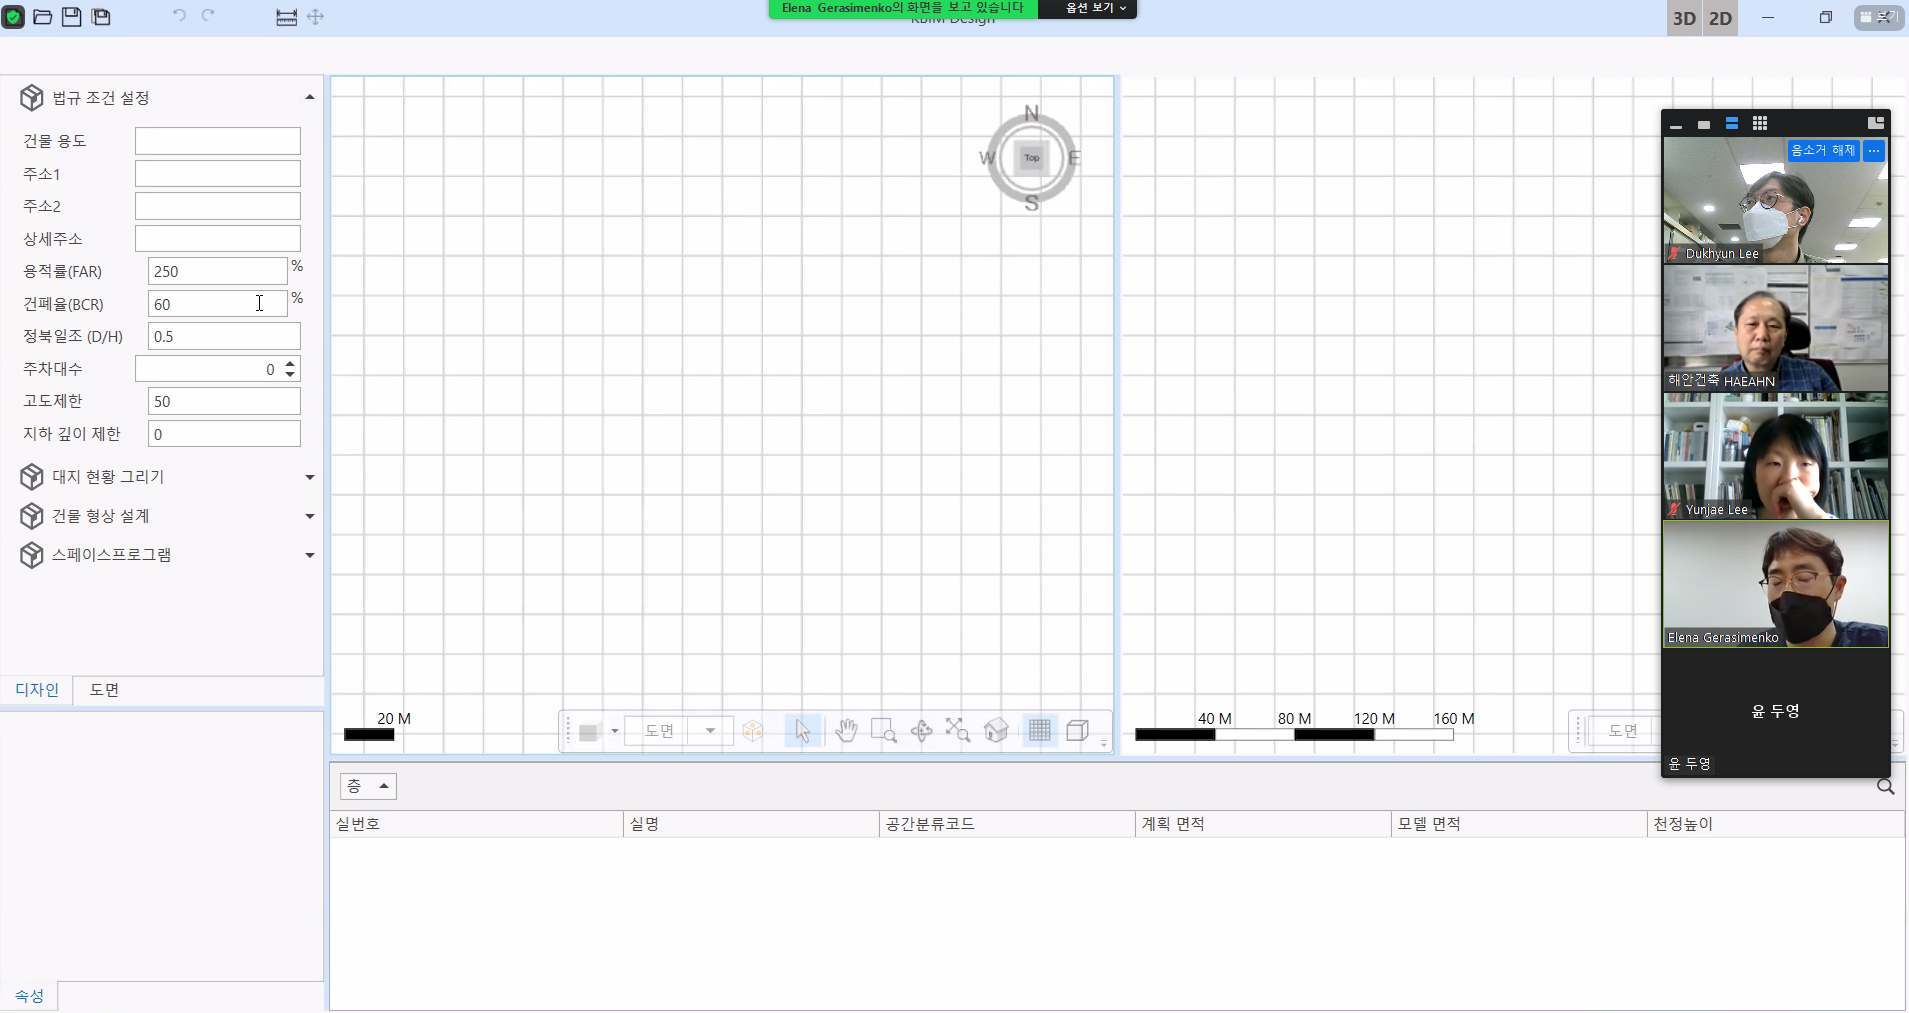 Elena Gerasimenko의 화면을 보고 있습니다
옵션 보기
KBIM Design
3D 2D
보기
법규 조건 설정
건물 용도
주소1
주소2
상세주소
용적률(FAR) 250 %
건폐율(BCR) 60 %
정북일조 (D/H) 0.5
주차대수 0
고도제한 50
지하 깊이 제한 0
대지 현황 그리기
건물 형상 설계
스페이스프로그램
디자인 도면
속성
N
W Top E
S
20 M
도면
40 M 80 M 120 M 160 M
도면
음소거 해제 ...
Dukhyun Lee
해안건축 HAEAHN
Yunjae Lee
Elena Gerasimenko
윤 두영
윤 두영
층
실번호 실명 공간분류코드 계획 면적 모델 면적 천정높이